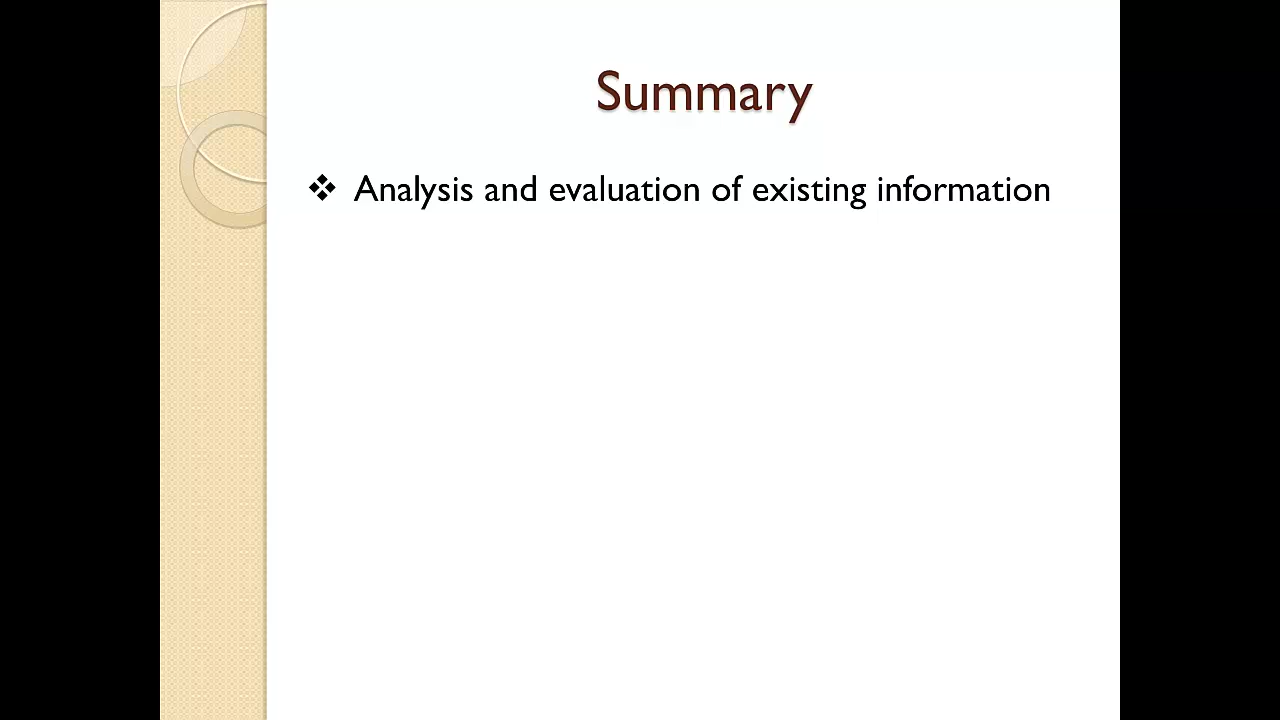 Summary
❖ Analysis and evaluation of existing information